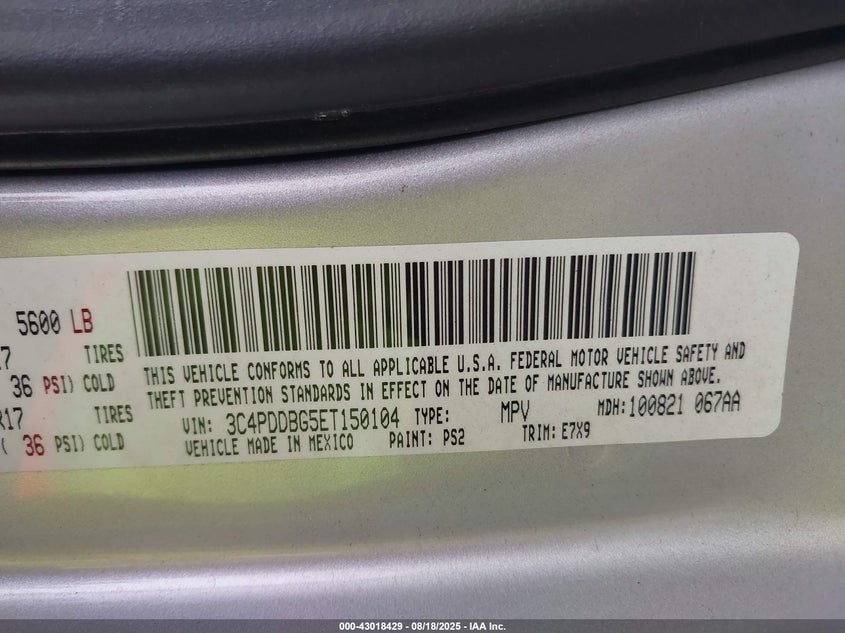 5600 LB
THIS VEHICLE CONFORMS TO ALL APPLICABLE U.S.A. FEDERAL MOTOR VEHICLE SAFETY AND
17 TIRES
THEFT PREVENTION STANDARDS IN EFFECT ON THE DATE OF MANUFACTURE SHOWN ABOVE.
36 PSI) COLD
VIN: 3C4PDDBG5ET150104 TYPE: MPV MDH: 100821 067AA
R17 TIRES
VEHICLE MADE IN MEXICO PAINT: PS2 TRIM: E7X9
( 36 PSI) COLD
000-43018429 - 08/18/2025 - IAA Inc.